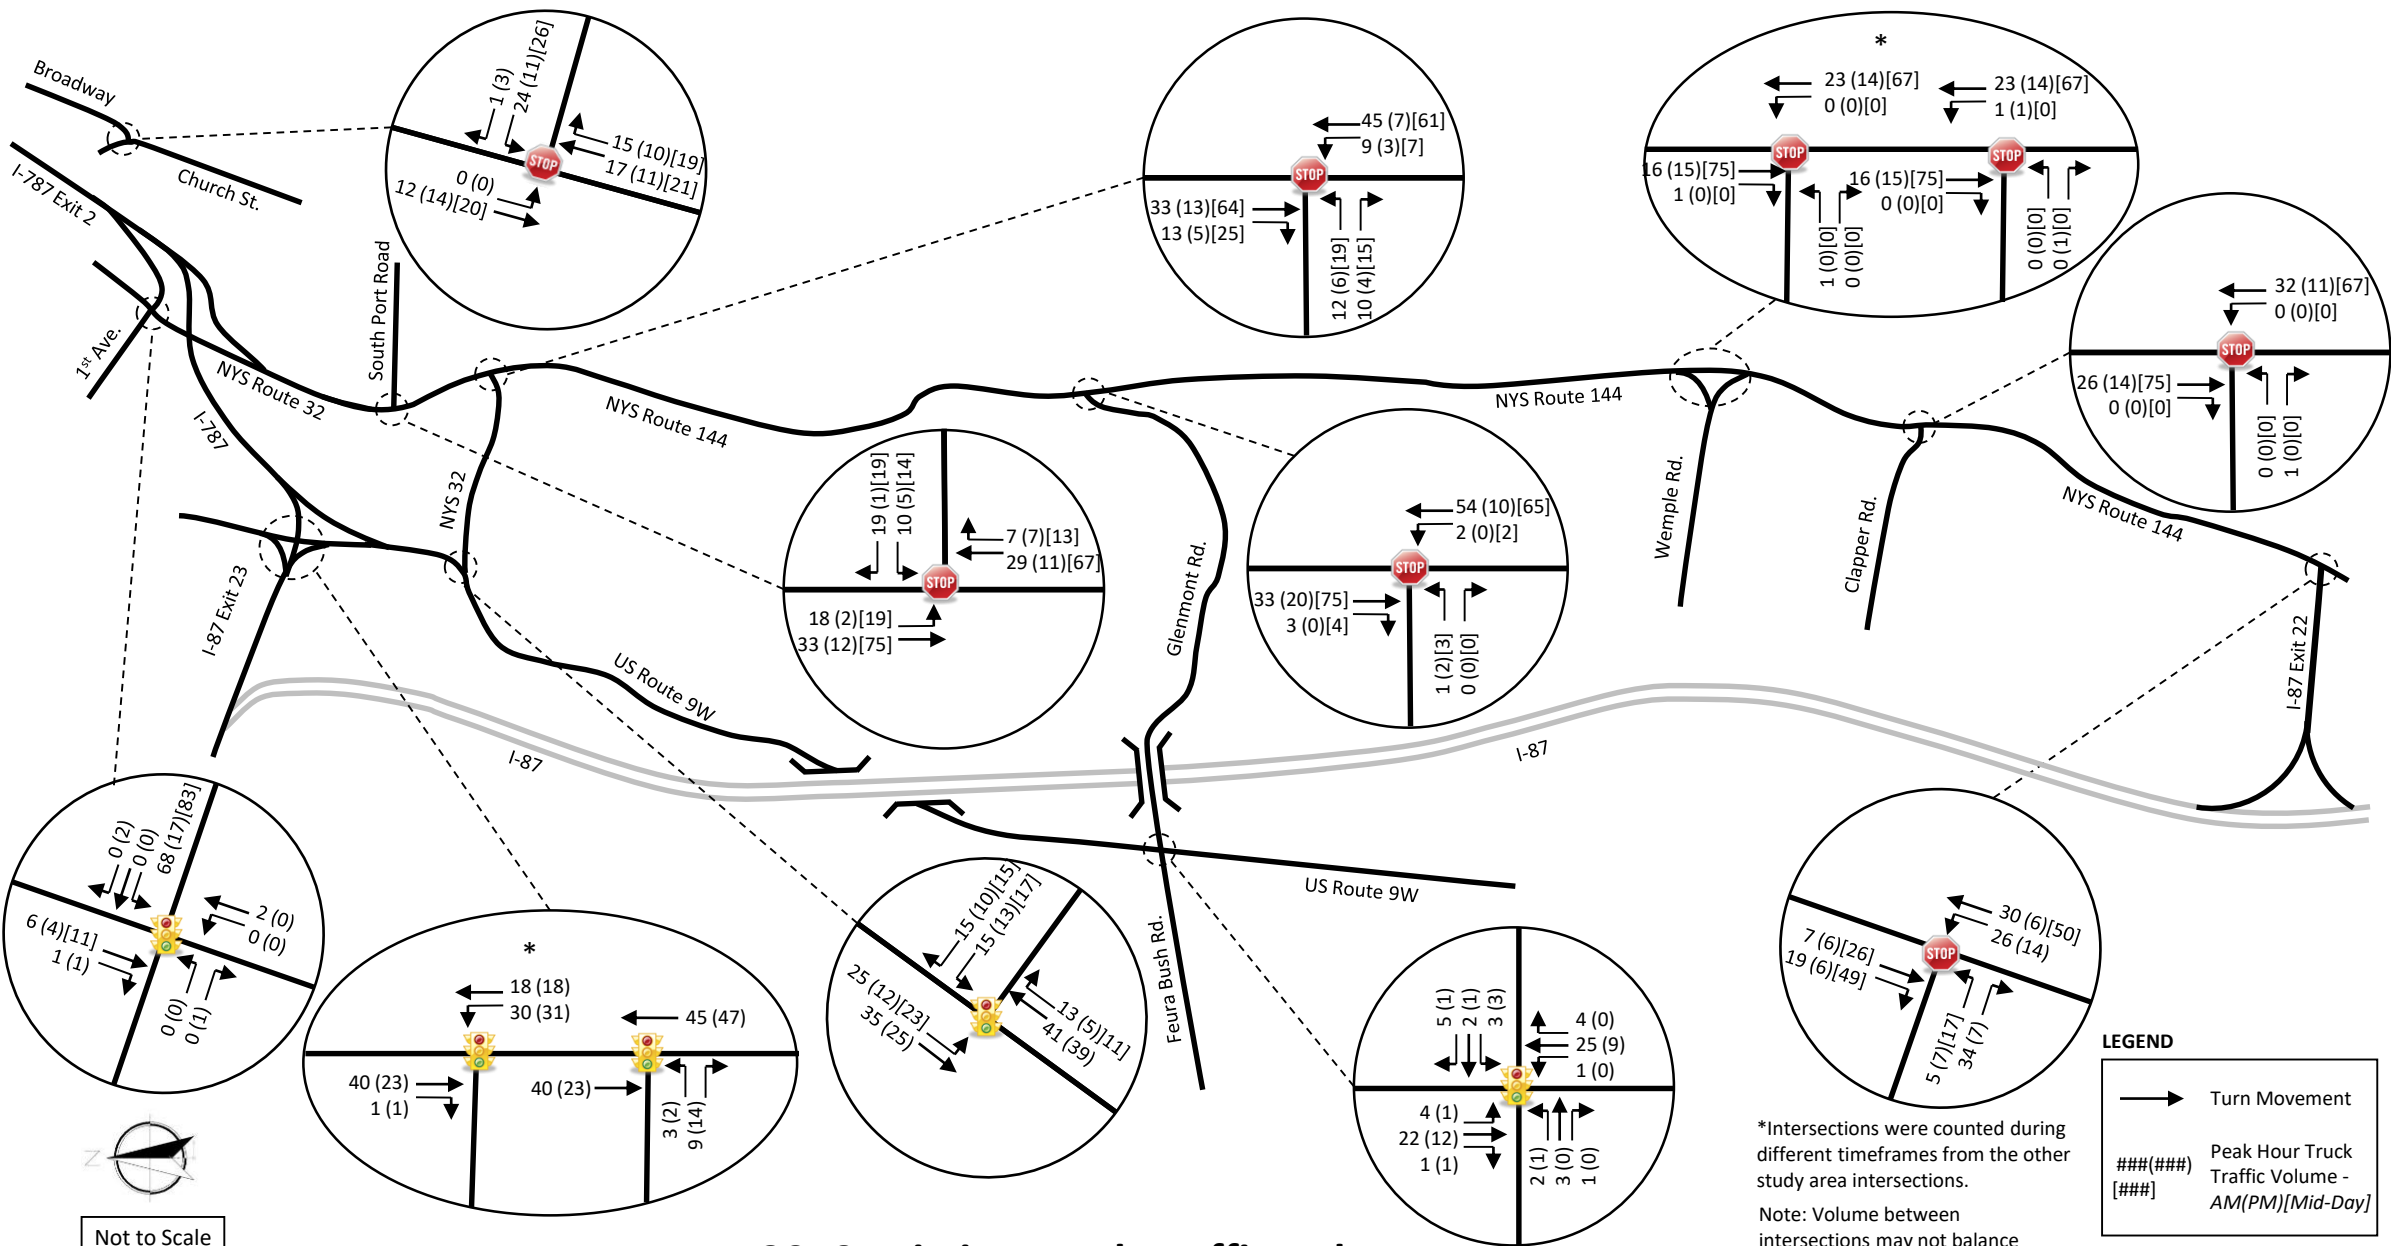 Broadway
Church St.
I-787 Exit 2
1st Ave.
NYS Route 32
I-787
South Port Road
NYS 32
I-87 Exit 23
US Route 9W
I-87
NYS Route 144
Glenmont Rd.
Feura Bush Rd.
US Route 9W
I-87
NYS Route 144
Wemple Rd.
Clapper Rd.
NYS Route 144
I-87 Exit 22
1 (3)
24 (11)[26]
15 (10)[19]
17 (11)[21]
0 (0)
12 (14)[20]
STOP
45 (7)[61]
9 (3)[7]
STOP
33 (13)[64]
13 (5)[25]
12 (6)[19]
10 (4)[15]
*
23 (14)[67]
0 (0)[0]
23 (14)[67]
1 (1)[0]
STOP
STOP
16 (15)[75]
1 (0)[0]
16 (15)[75]
0 (0)[0]
1 (0)[0]
0 (0)[0]
0 (0)[0]
0 (1)[0]
32 (11)[67]
0 (0)[0]
STOP
26 (14)[75]
0 (0)[0]
0 (0)[0]
1 (0)[0]
19 (1)[19]
10 (5)[14]
7 (7)[13]
29 (11)[67]
STOP
18 (2)[19]
33 (12)[75]
54 (10)[65]
2 (0)[2]
STOP
33 (20)[75]
3 (0)[4]
1 (2)[3]
0 (0)[0]
0 (2)
0 (0)
68 (17)[83]
2 (0)
0 (0)
6 (4)[11]
1 (1)
0 (0)
0 (1)
*
18 (18)
30 (31)
45 (47)
40 (23)
1 (1)
40 (23)
3 (2)
9 (14)
15 (10)[15]
15 (13)[17]
25 (12)[23]
35 (25)
13 (5)]11]
41 (39)
5 (1)
2 (1)
3 (3)
4 (0)
25 (9)
1 (0)
4 (1)
22 (12)
1 (1)
2 (1)
3 (0)
1 (0)
30 (6)[50]
26 (14)
7 (6)[26]
19 (6)[49]
STOP
5 (7)[17]
34 (7)
Z
Not to Scale
*Intersections were counted during
different timeframes from the other
study area intersections.
Note: Volume between
intersections may not balance
LEGEND
Turn Movement
###(###)
[###]
Peak Hour Truck
Traffic Volume -
AM(PM)[Mid-Day]